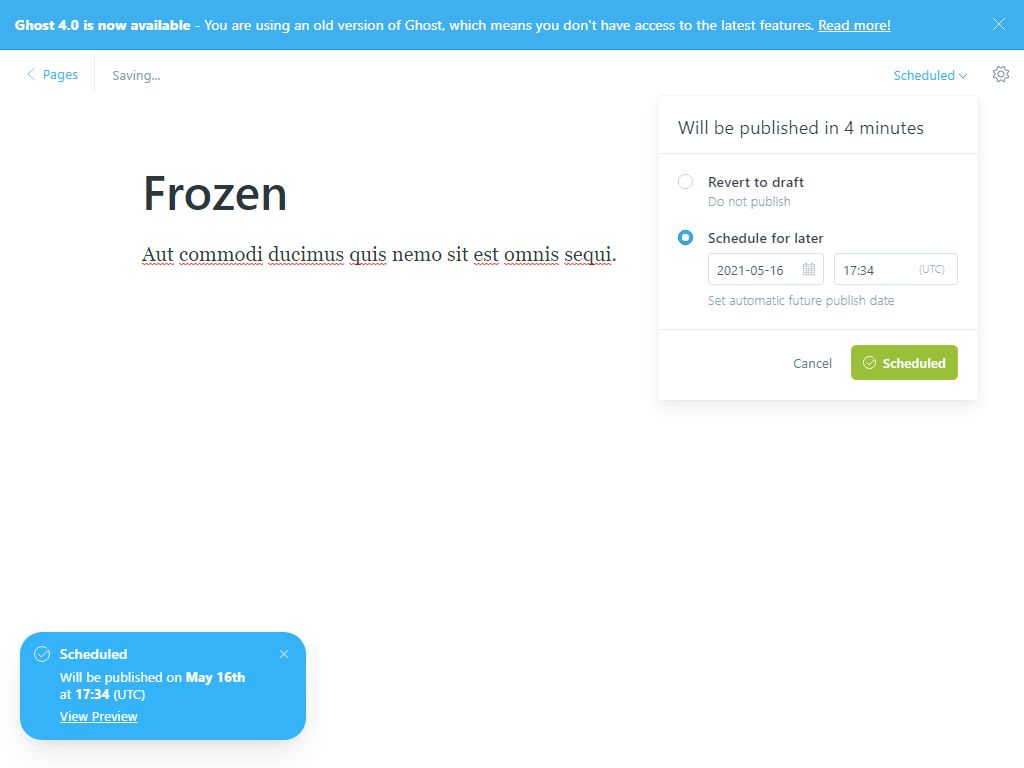 Ghost 4.0 is now available - You are using an old version of Ghost, which means you don't have access to the latest features. Read more!
Pages
Saving...
Scheduled
Will be published in 4 minutes
Frozen
Aut commodi ducimus quis nemo sit est omnis sequi.
Revert to draft
Do not publish
Schedule for later
2021-05-16
17:34 (UTC)
Set automatic future publish date
Cancel
Scheduled
Scheduled
Will be published on May 16th
at 17:34 (UTC)
View Preview